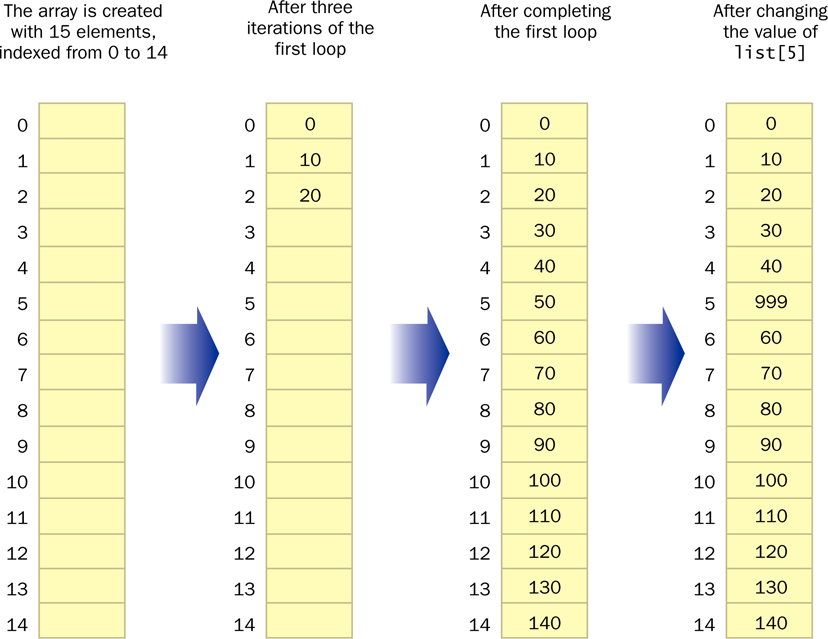 The array is created
with 15 elements,
indexed from 0 to 14
After three
iterations of the
first loop
After completing
the first loop
After changing
the value of
list[5]
0 0 0 0 0 0 0
1 1 10 1 10 1 10
2 2 20 2 20 2 20
3 3 3 30 3 30
4 4 4 40 4 40
5 5 5 50 5 999
6 6 6 60 6 60
7 7 7 70 7 70
8 8 8 80 8 80
9 9 9 90 9 90
10 10 10 100 10 100
11 11 11 110 11 110
12 12 12 120 12 120
13 13 13 130 13 130
14 14 14 140 14 140